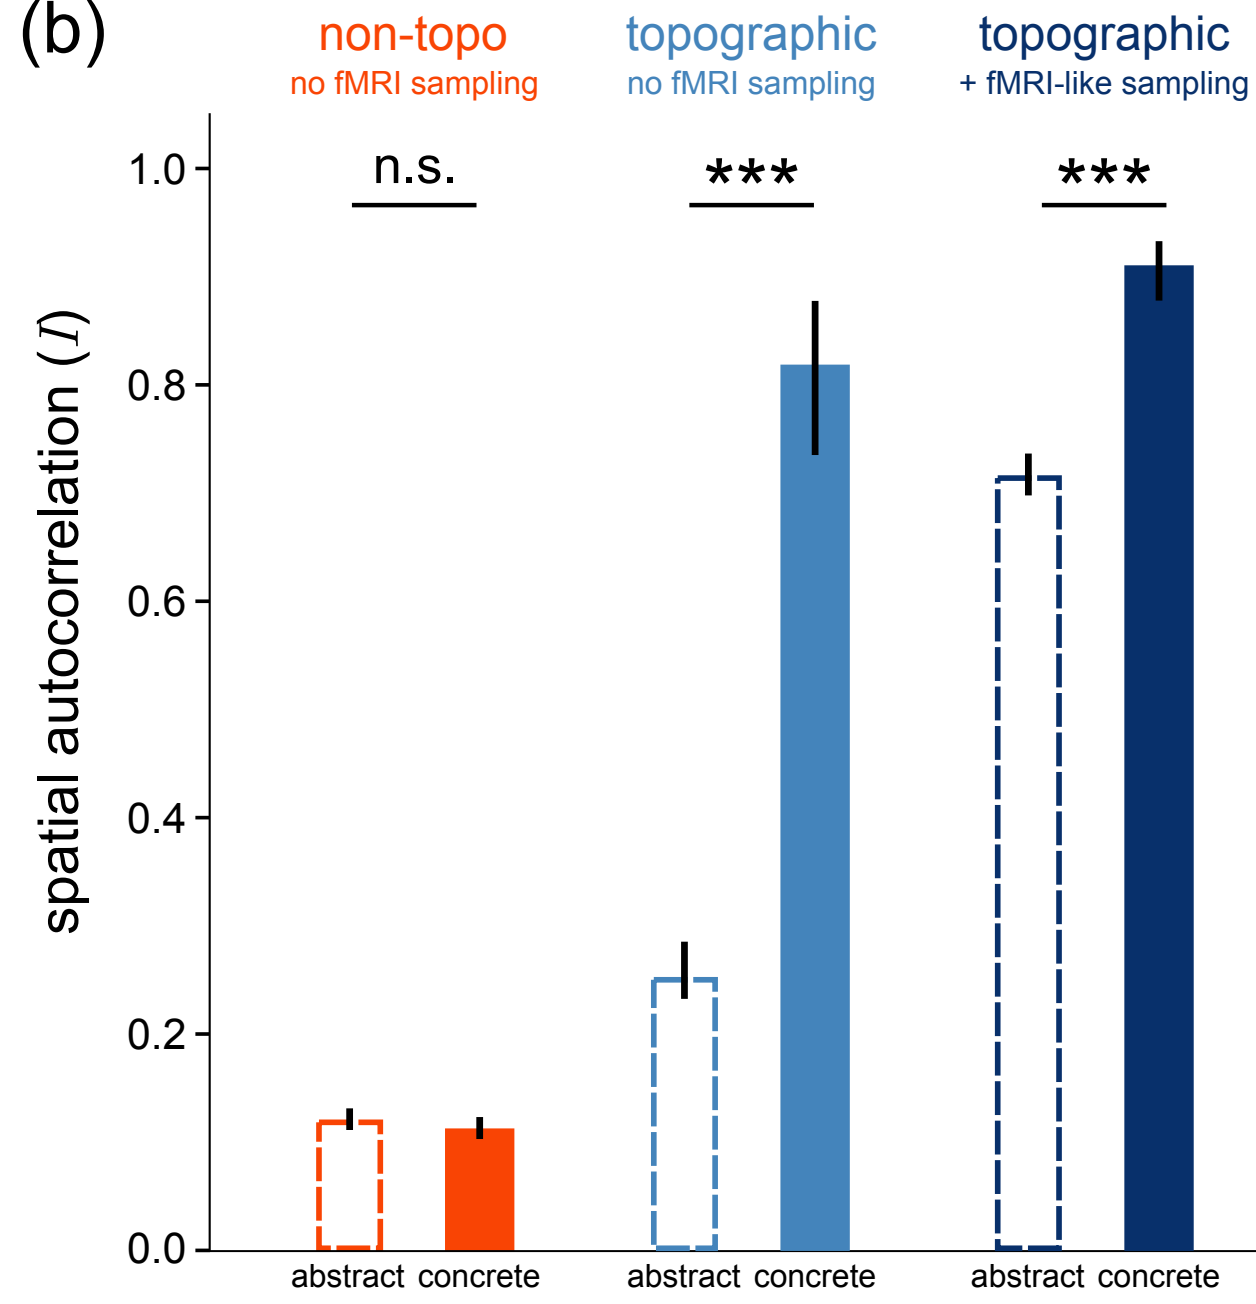 (b)
non-topo
no fMRI sampling
topographic
no fMRI sampling
topographic
+ fMRI-like sampling
n.s.
***
***
spatial autocorrelation (I)
1.0
0.8
0.6
0.4
0.2
0.0
abstract concrete
abstract concrete
abstract concrete